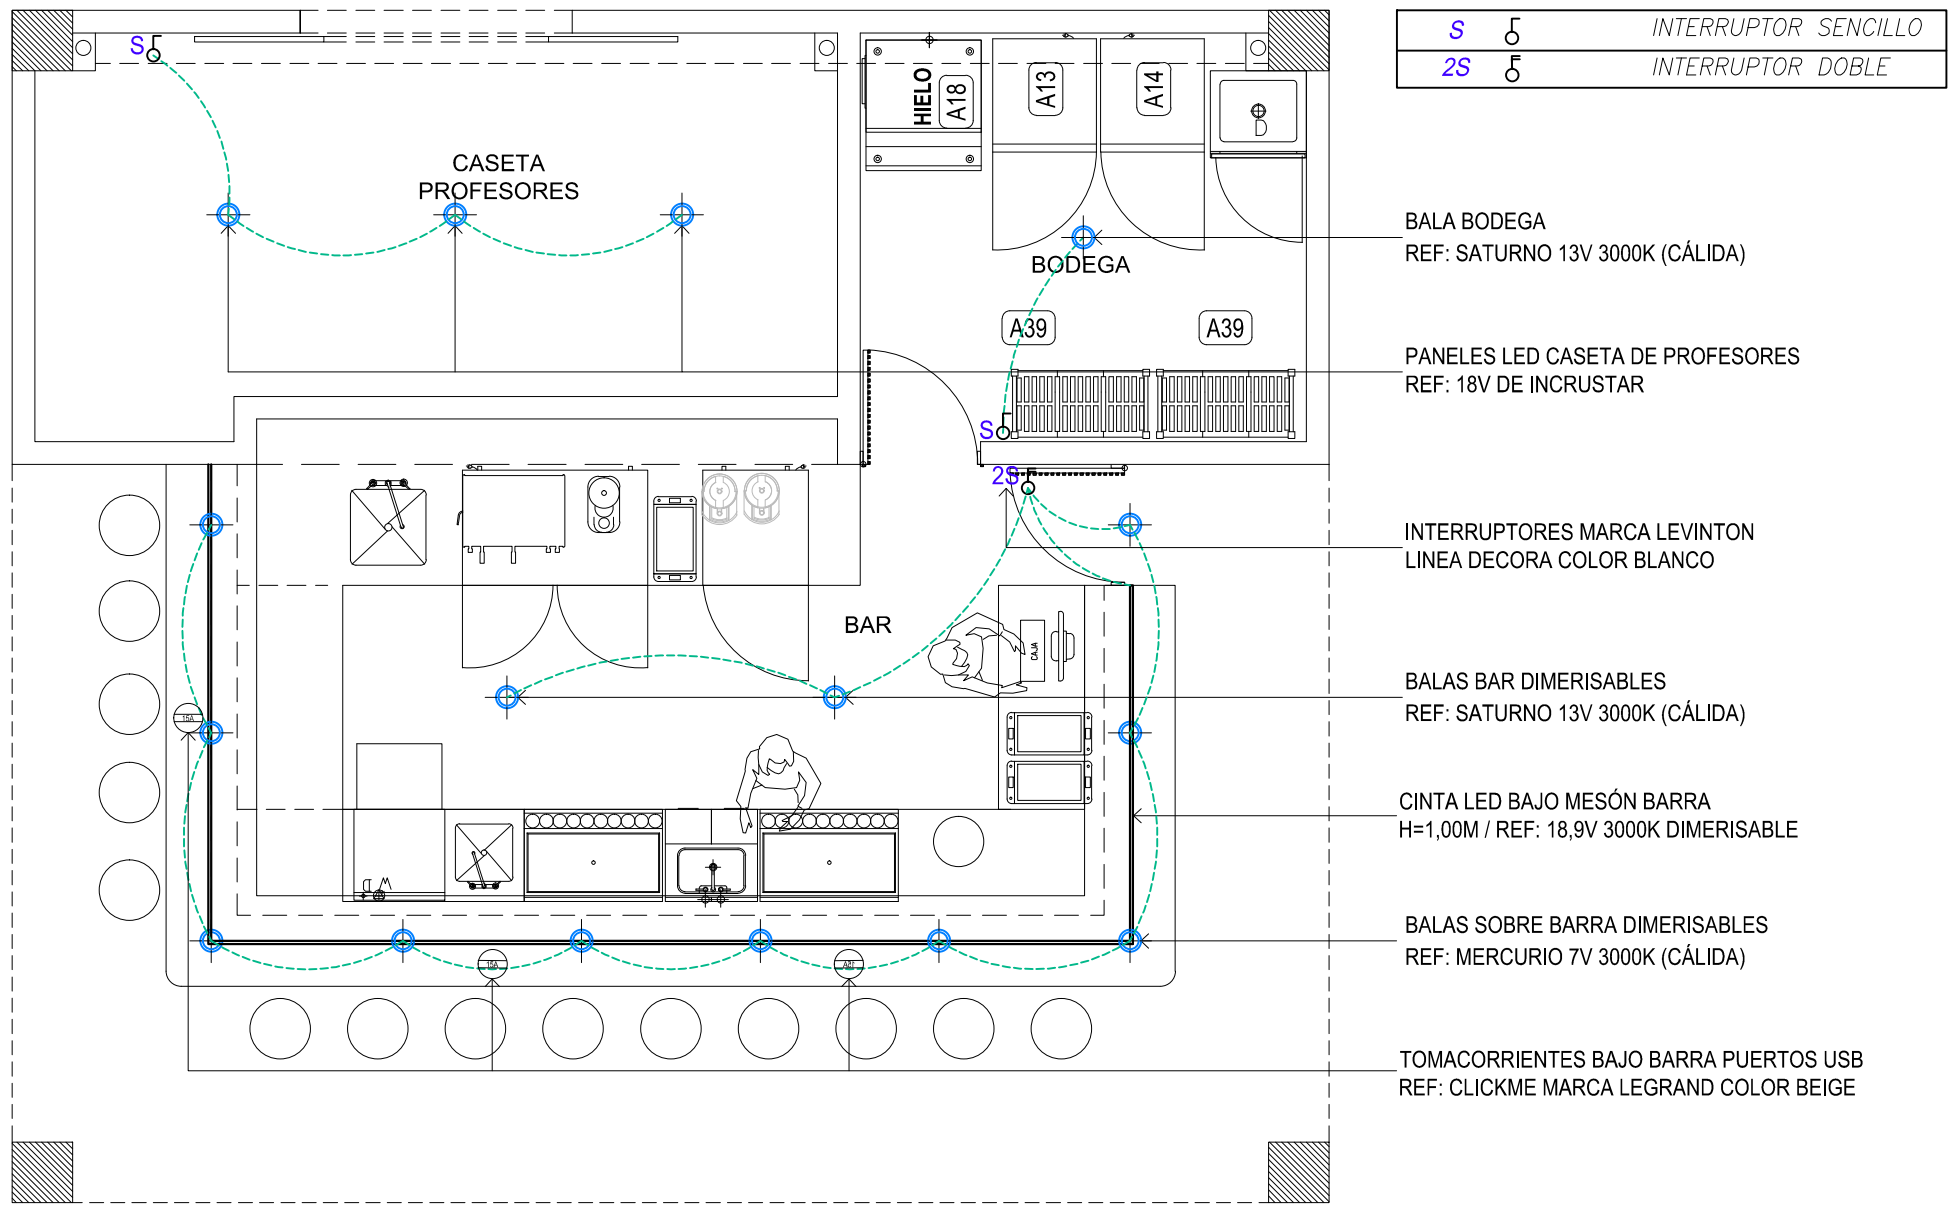 S INTERRUPTOR SENCILLO
2S INTERRUPTOR DOBLE
S
CASETA
PROFESORES
HIELO
A18
A13
A14
BODEGA
A39
A39
S
2S
BAR
CAJA
15A
15A
15A
BALA BODEGA
REF: SATURNO 13V 3000K (CÁLIDA)
PANELES LED CASETA DE PROFESORES
REF: 18V DE INCRUSTAR
INTERRUPTORES MARCA LEVINTON
LINEA DECORA COLOR BLANCO
BALAS BAR DIMERISABLES
REF: SATURNO 13V 3000K (CÁLIDA)
CINTA LED BAJO MESÓN BARRA
H=1,00M / REF: 18,9V 3000K DIMERISABLE
BALAS SOBRE BARRA DIMERISABLES
REF: MERCURIO 7V 3000K (CÁLIDA)
TOMACORRIENTES BAJO BARRA PUERTOS USB
REF: CLICKME MARCA LEGRAND COLOR BEIGE